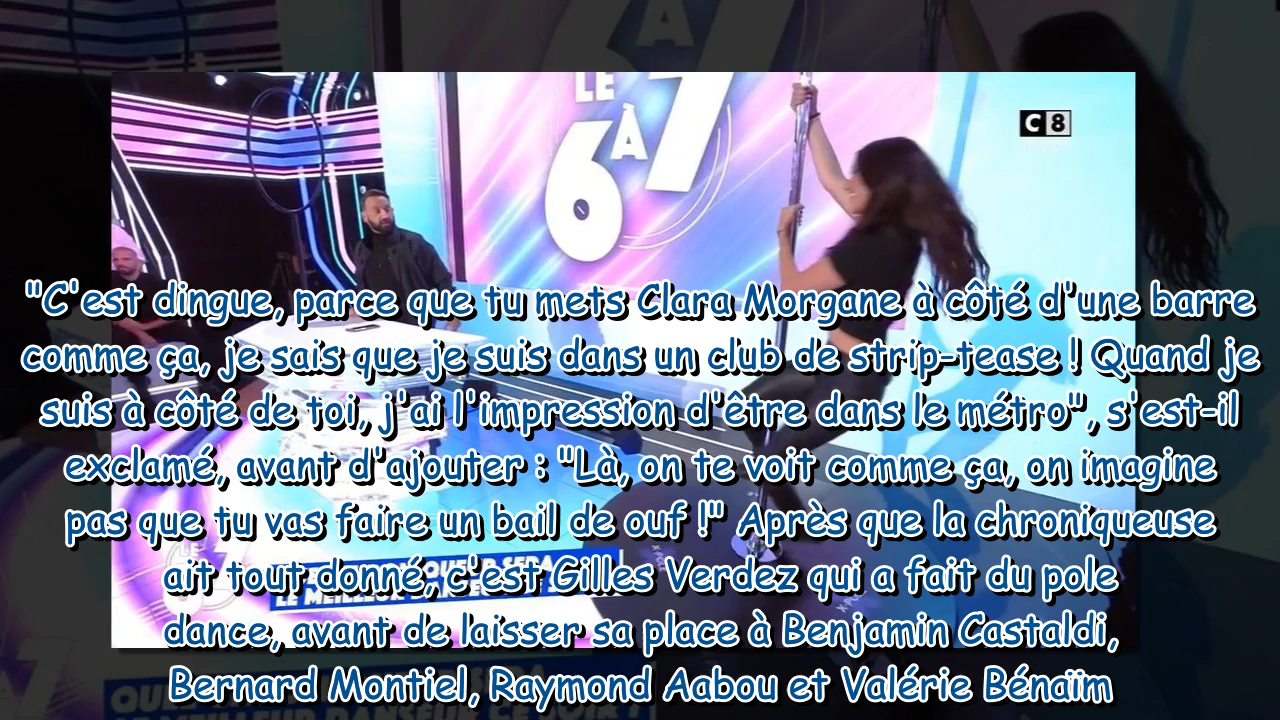 LE
6 À 7
C8
"C'est dingue, parce que tu mets Clara Morgane à côté d'une barre
comme ça, je sais que je suis dans un club de strip-tease ! Quand je
suis à côté de toi, j'ai l'impression d'être dans le métro", s'est-il
exclamé, avant d'ajouter : "Là, on te voit comme ça, on imagine
pas que tu vas faire un bail de ouf !" Après que la chroniqueuse
ait tout donné, c'est Gilles Verdez qui a fait du pole
dance, avant de laisser sa place à Benjamin Castaldi,
Bernard Montiel, Raymond Aabou et Valérie Bénaïm